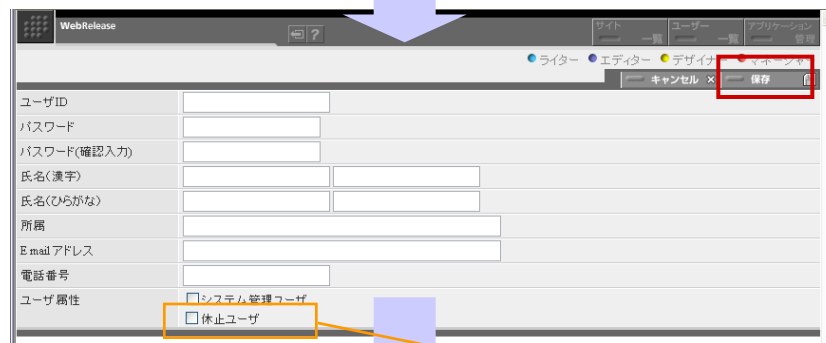 WebRelease
?
サイト 一覧 ユーザー 一覧 アプリケーション 管理
ライター エディター デザイナー マネージャー
キャンセル × 保存
ユーザID
パスワード
パスワード(確認入力)
氏名(漢字)
氏名(ひらがな)
所属
E mail アドレス
電話番号
ユーザ属性 システム管理ユーザ
休止ユーザ